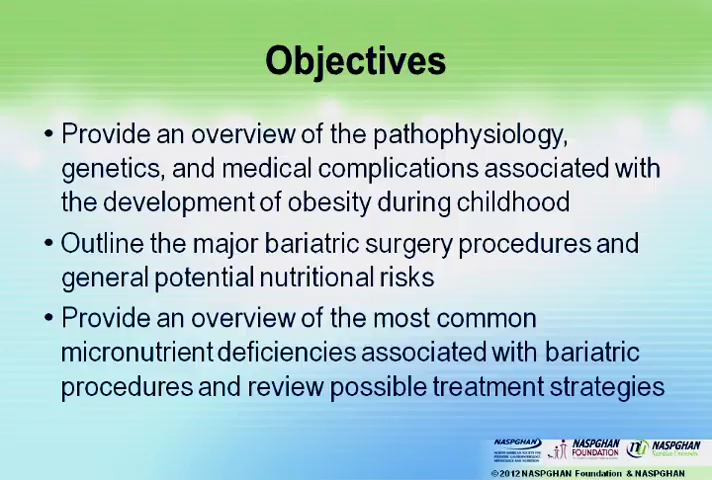 Objectives
• Provide an overview of the pathophysiology,
genetics, and medical complications associated with
the development of obesity during childhood
• Outline the major bariatric surgery procedures and
general potential nutritional risks
• Provide an overview of the most common
micronutrient deficiencies associated with bariatric
procedures and review possible treatment strategies
NASPGHAN
NASPGHAN
FOUNDATION
NASPGHAN
©2012 NASPGHAN Foundation & NASPGHAN